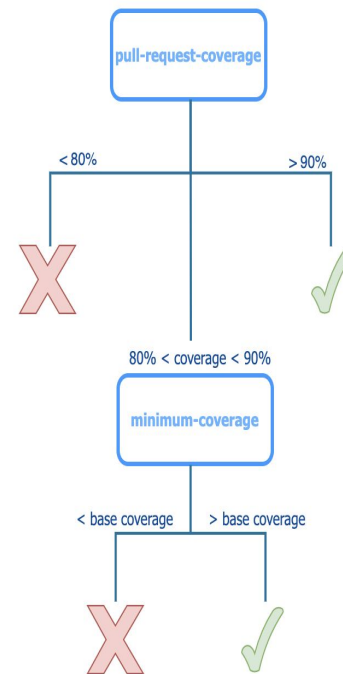 pull-request-coverage
< 80%
> 90%
80% < coverage < 90%
minimum-coverage
< base coverage
> base coverage